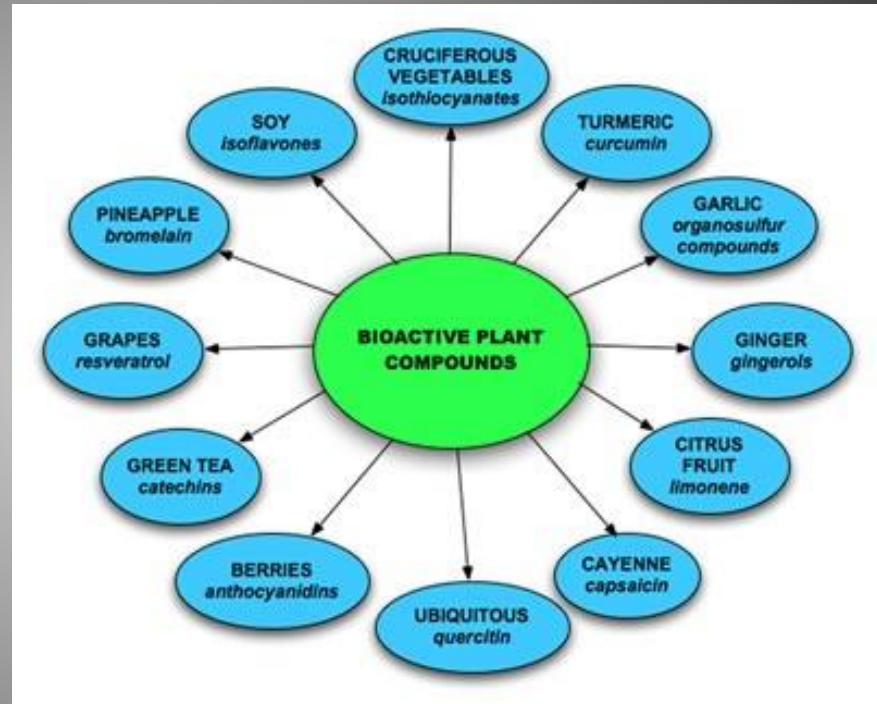 CRUCIFEROUS
VEGETABLES
isothiocyanates
TURMERIC
curcumin
GARLIC
organosulfur
compounds
GINGER
gingerols
CITRUS
FRUIT
limonene
CAYENNE
capsaicin
UBIQUITOUS
quercitin
BERRIES
anthocyanidins
GREEN TEA
catechins
GRAPES
resveratrol
PINEAPPLE
bromelain
SOY
isoflavones
BIOACTIVE PLANT
COMPOUNDS